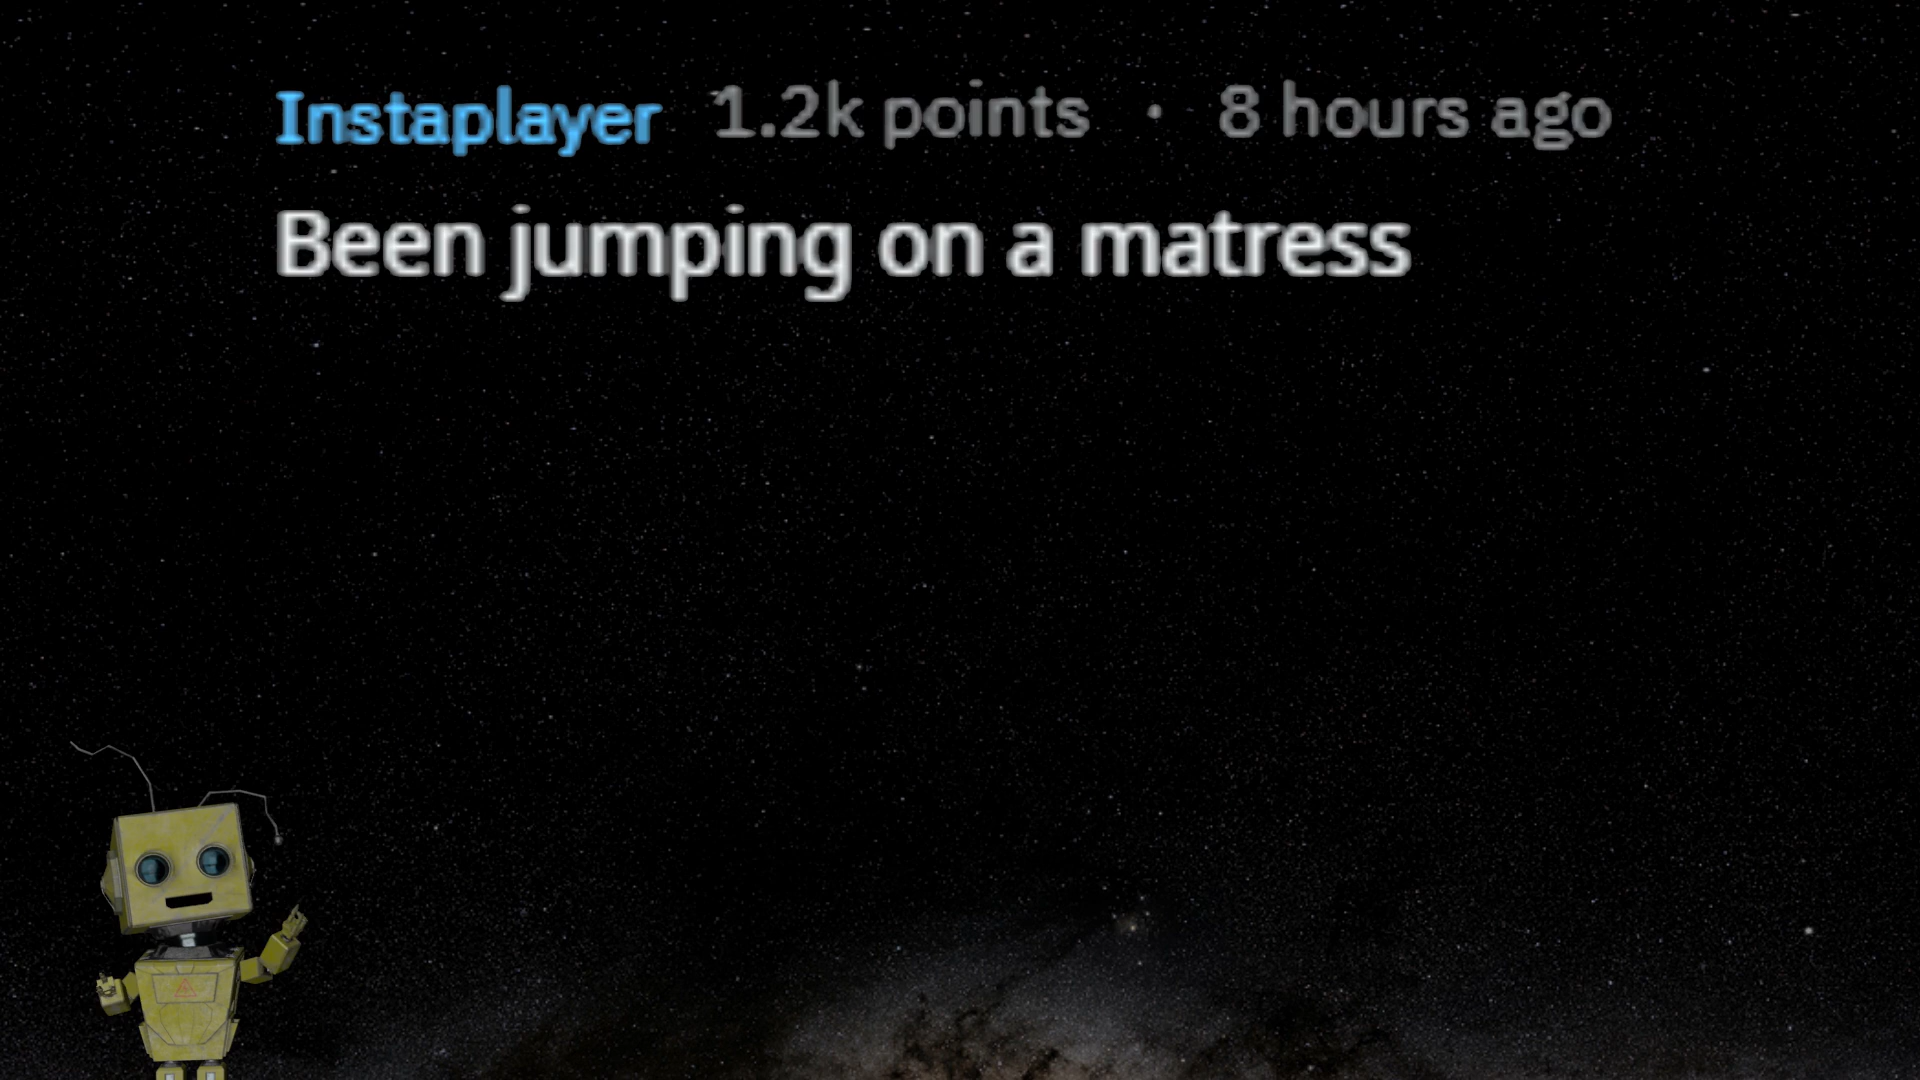 Instaplayer 1.2k points · 8 hours ago
Been jumping on a matress